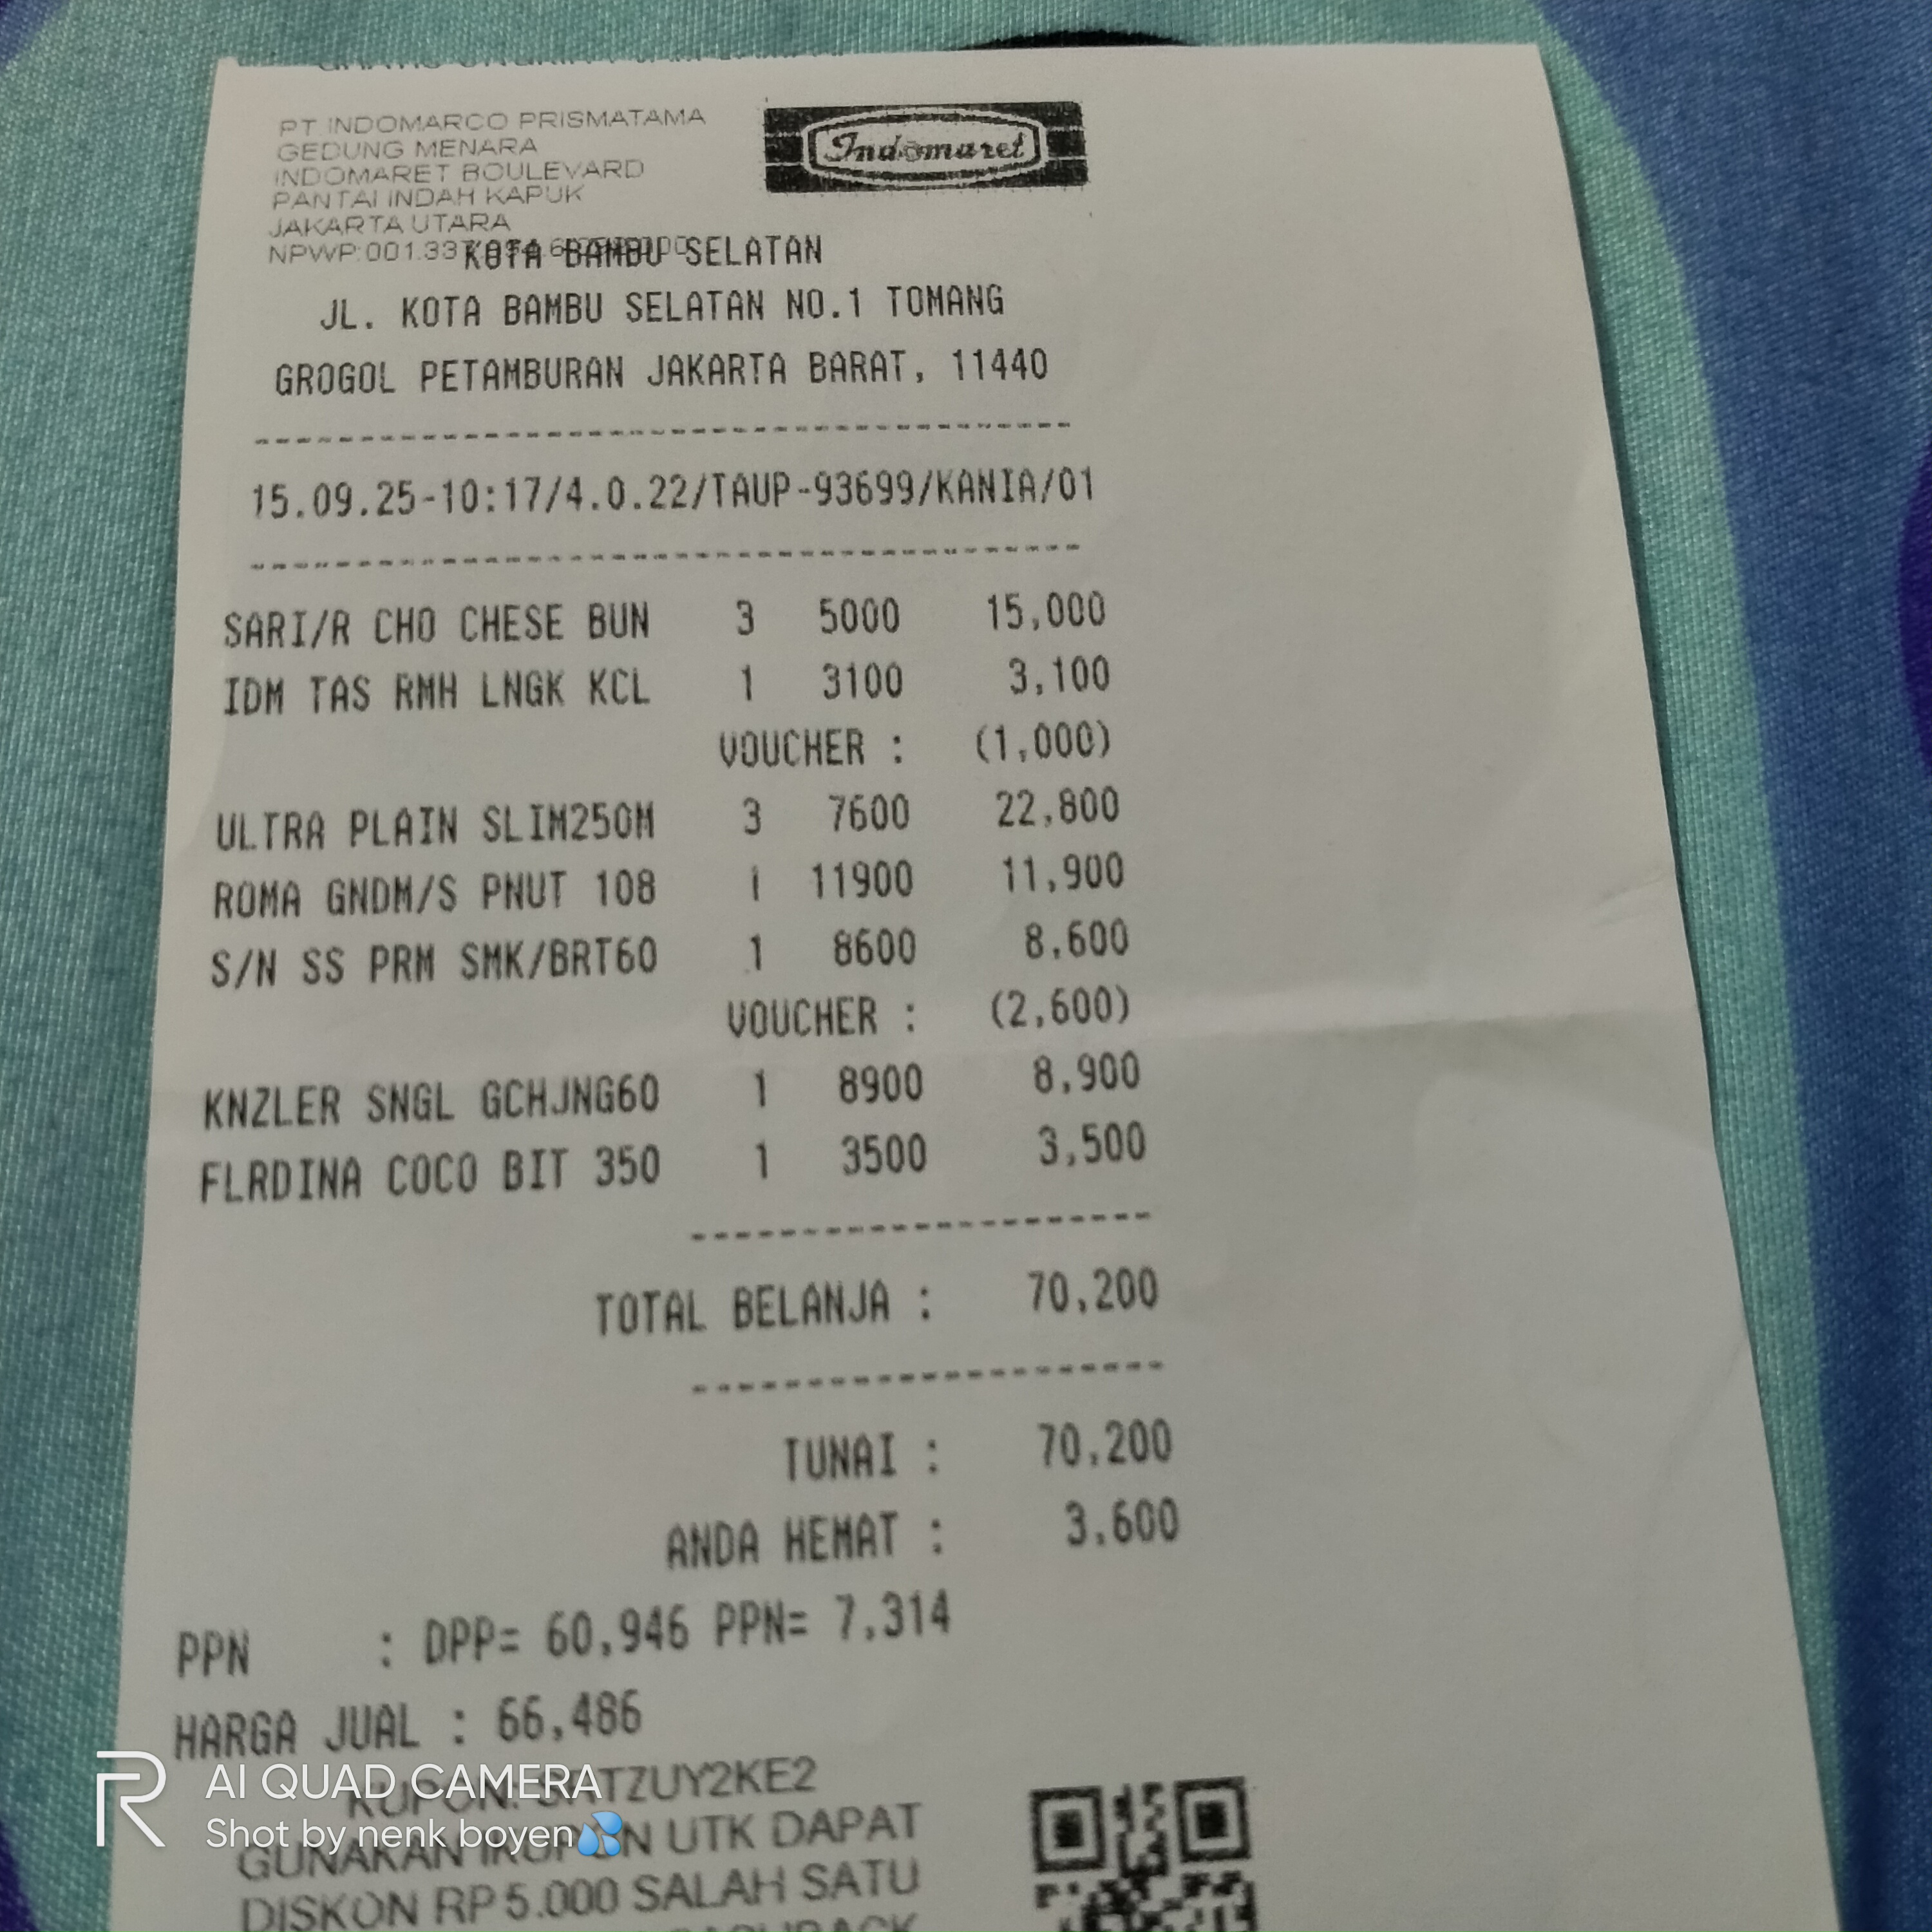 PT INDOMARCO PRISMATAMA
GEDUNG MENARA
INDOMARET BOULEVARD
PANTAI INDAH KAPUK
JAKARTA UTARA
Indomaret
NPWP:001.337
KOTA BAMBU SELATAN
JL. KOTA BAMBU SELATAN NO.1 TOMANG
GROGOL PETAMBURAN JAKARTA BARAT, 11440
15.09.25-10:17/4.0.22/TAUP-93699/KANIA/01
SARI/R CHO CHESE BUN 3 5000 15,000
IDM TAS RMH LNGK KCL 1 3100 3,100
VOUCHER : (1,000)
ULTRA PLAIN SLIM250M 3 7600 22,800
ROMA GNDM/S PNUT 108 1 11900 11,900
S/N SS PRM SMK/BRT60 1 8600 8,600
VOUCHER : (2,600)
KNZLER SNGL GCHJNG60 1 8900 8,900
FLRDINA COCO BIT 350 1 3500 3,500
TOTAL BELANJA : 70,200
TUNAI : 70,200
ANDA HEMAT : 3,600
PPN : DPP= 60,946 PPN= 7,314
HARGA JUAL : 66,486
KUPON:
GUNAKAN UTK DAPAT
DISKON RP 5.000 SALAH SATU
AI QUAD CAMERA
Shot by nenk boyen💦